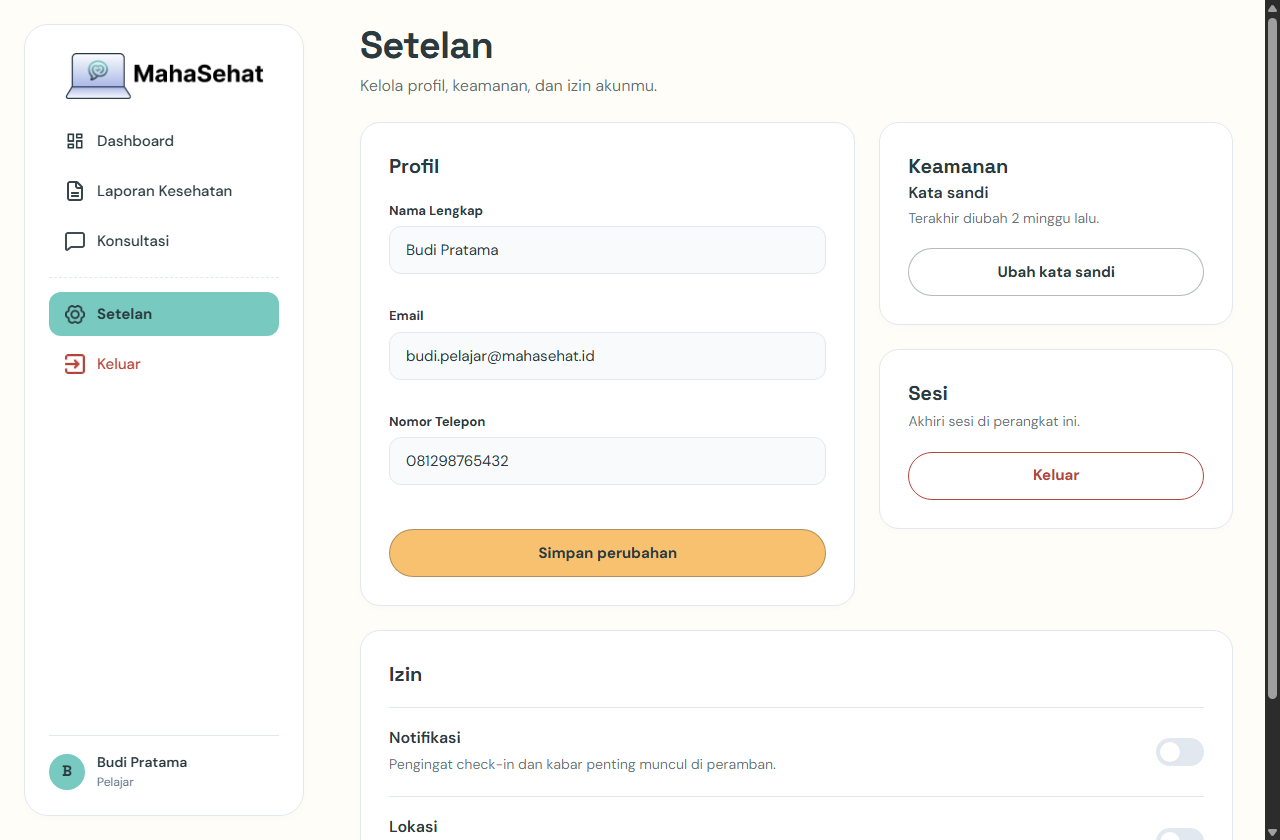 MahaSehat
Dashboard
Laporan Kesehatan
Konsultasi
Setelan
Keluar
B
Budi Pratama
Pelajar
Setelan
Kelola profil, keamanan, dan izin akunmu.
Profil
Nama Lengkap
Budi Pratama
Email
budi.pelajar@mahasehat.id
Nomor Telepon
081298765432
Simpan perubahan
Keamanan
Kata sandi
Terakhir diubah 2 minggu lalu.
Ubah kata sandi
Sesi
Akhiri sesi di perangkat ini.
Keluar
Izin
Notifikasi
Pengingat check-in dan kabar penting muncul di peramban.
Lokasi